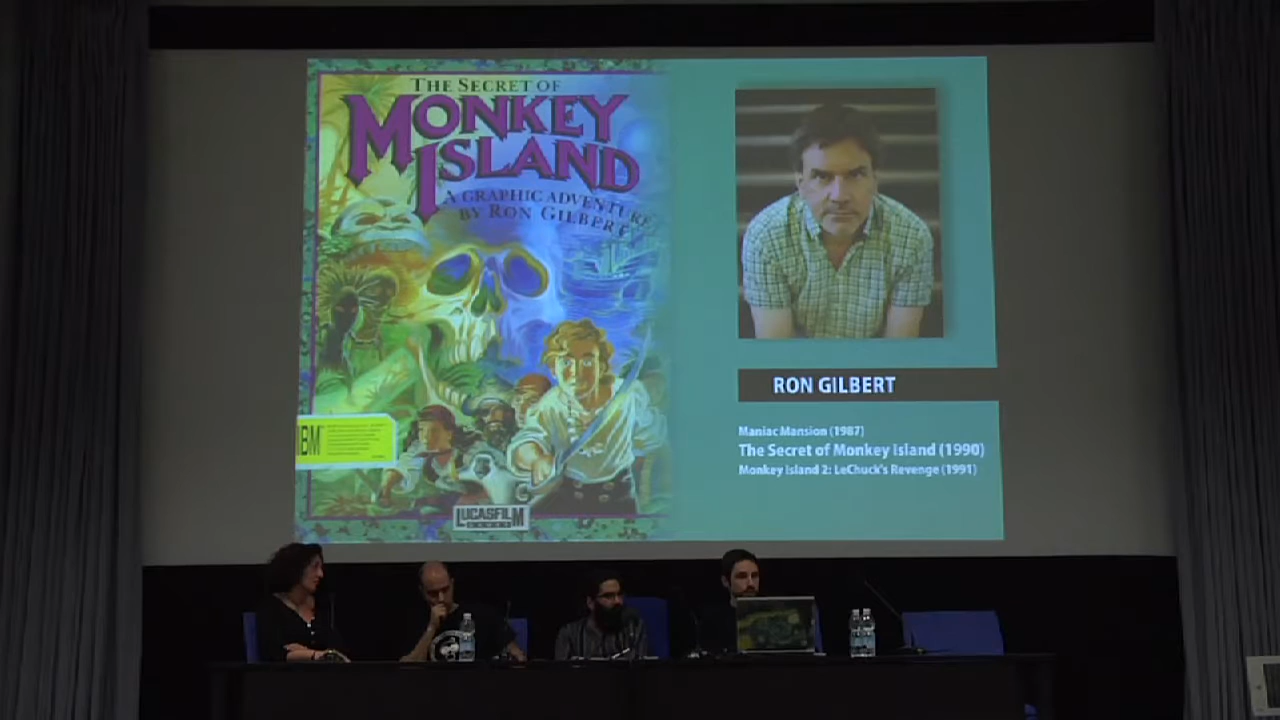 THE SECRET OF
MONKEY
ISLAND
A GRAPHIC ADVENTURE
BY RON GILBERT
IBM
LUCASFILM
RON GILBERT
Maniac Mansion (1987)
The Secret of Monkey Island (1990)
Monkey Island 2: LeChuck's Revenge (1991)